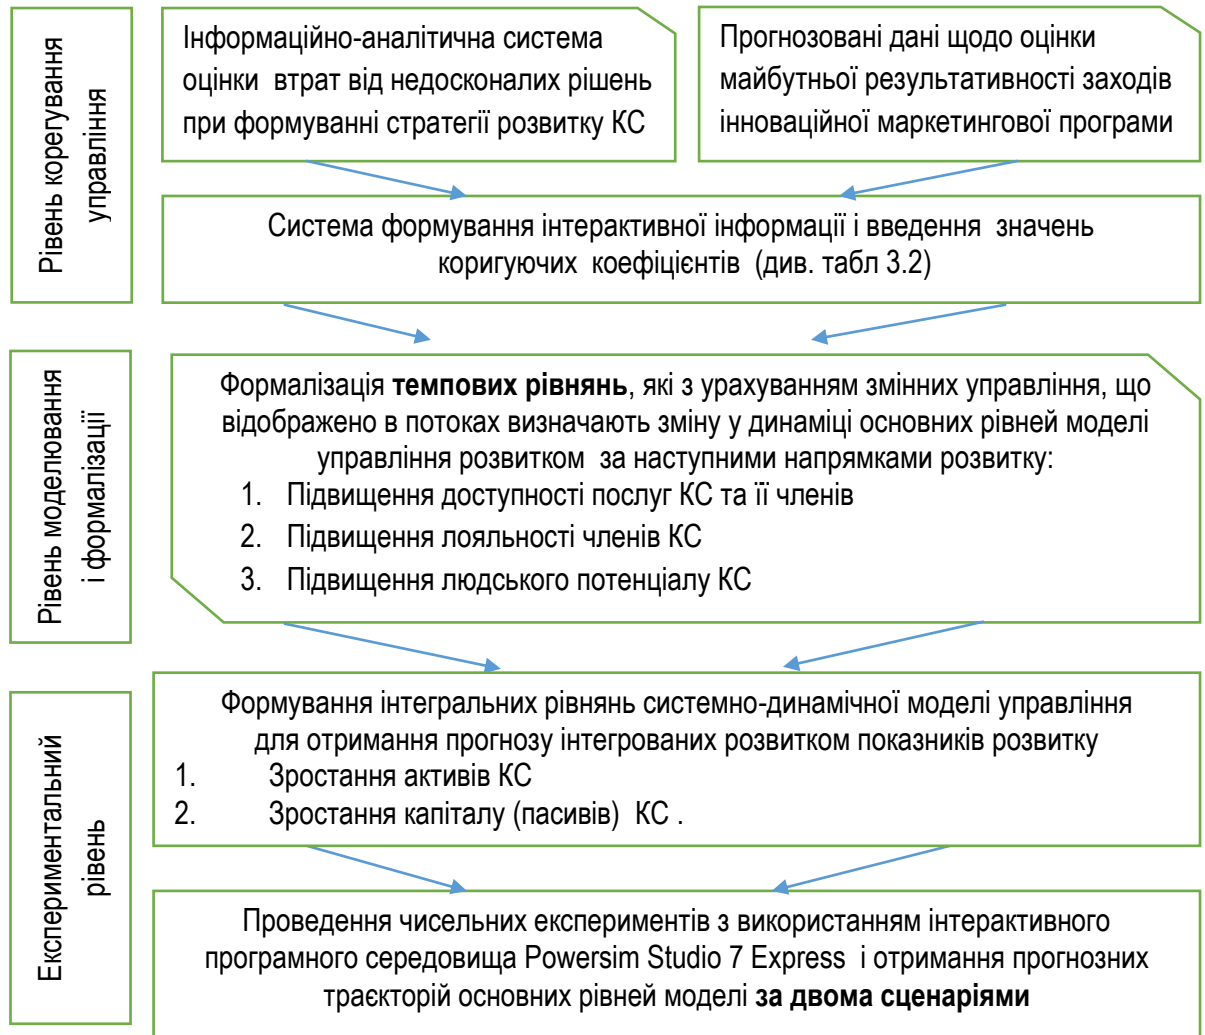 Рівень корегування
управління
Інформаційно-аналітична система
оцінки втрат від недосконалих рішень
при формуванні стратегії розвитку КС
Прогнозовані дані щодо оцінки
майбутньої результативності заходів
інноваційної маркетингової програми
Система формування інтерактивної інформації і введення значень
коригуючих коефіцієнтів (див. табл 3.2)
Рівень моделювання
і формалізації
Формалізація темпових рівнянь, які з урахуванням змінних управління, що
відображено в потоках визначають зміну у динаміці основних рівней моделі
управління розвитком за наступними напрямками розвитку:
1. Підвищення доступності послуг КС та її членів
2. Підвищення лояльності членів КС
3. Підвищення людського потенціалу КС
Експериментальний
рівень
Формування інтегральних рівнянь системно-динамічної моделі управління
для отримання прогнозу інтегрованих розвитком показників розвитку
1. Зростання активів КС
2. Зростання капіталу (пасивів) КС .
Проведення чисельних експериментів з використанням інтерактивного
програмного середовища Powersim Studio 7 Express і отримання прогнозних
траєкторій основних рівней моделі за двома сценаріями